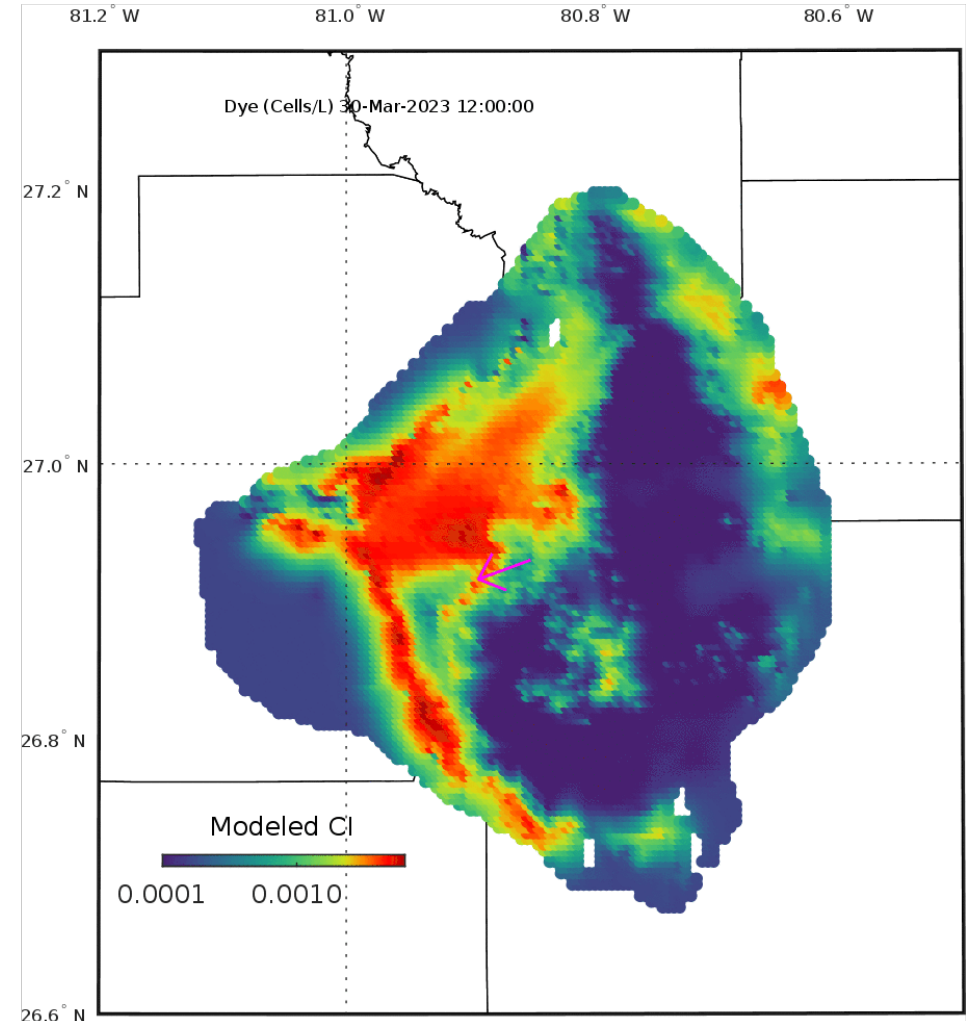 81.2° W 81.0° W 80.8° W 80.6° W
Dye (Cells/L) 30-Mar-2023 12:00:00
27.2° N
27.0° N
26.8° N
Modeled CI
0.0001 0.0010
26.6° N